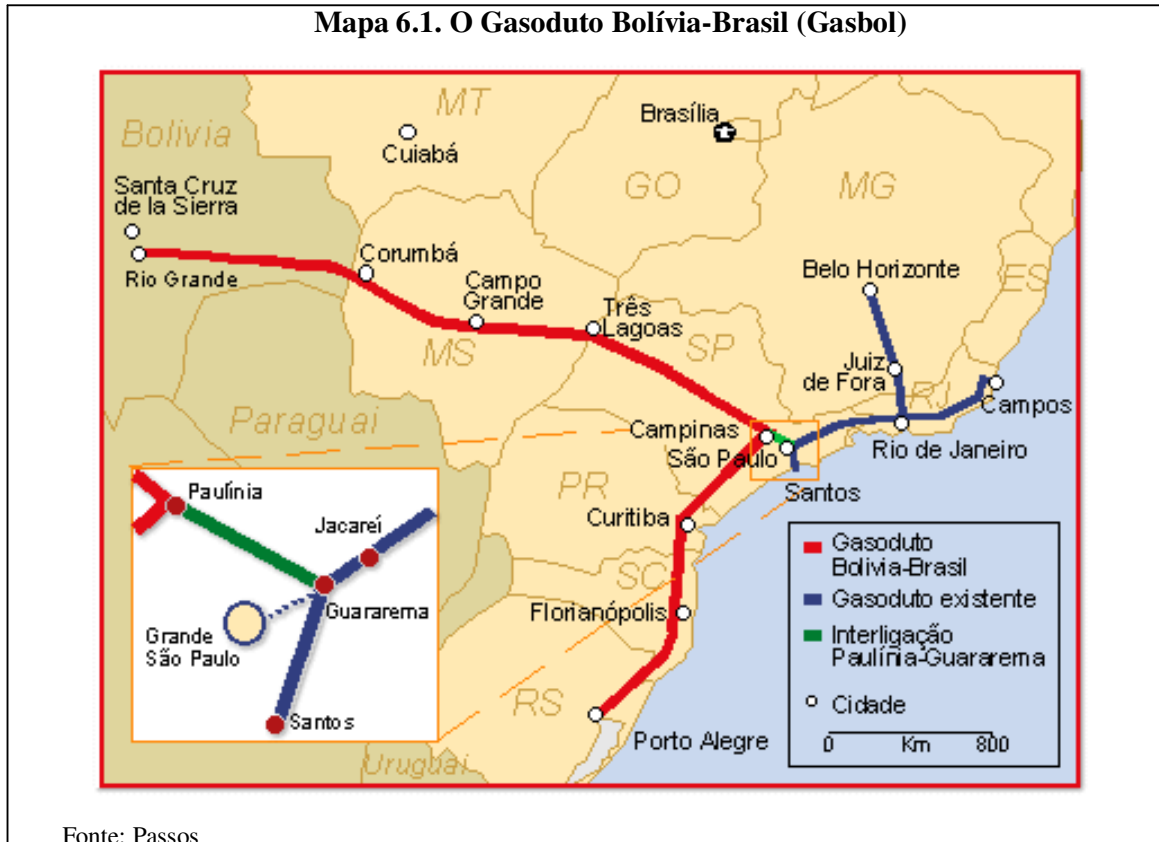 Mapa 6.1. O Gasoduto Bolívia-Brasil (Gasbol)
MT
Brasília
Bolivia
Cuiabá
GO
MG
Santa Cruz
de la Sierra
Rio Grande
Corumbá
Campo
Grande
Três
Lagoas
Belo Horizonte
ES
MS
SP
Juiz
de Fora
RJ
Campos
Paraguai
Campinas
São Paulo
Rio de Janeiro
Santos
PR
Curitiba
SC
Florianópolis
RS
Porto Alegre
Uruguai
Paulínia
Jacareí
Guararema
Grande
São Paulo
Santos
Gasoduto
Bolivia-Brasil
Gasoduto existente
Interligação
Paulínia-Guararema
Cidade
0 Km 800
Fonte: Passos